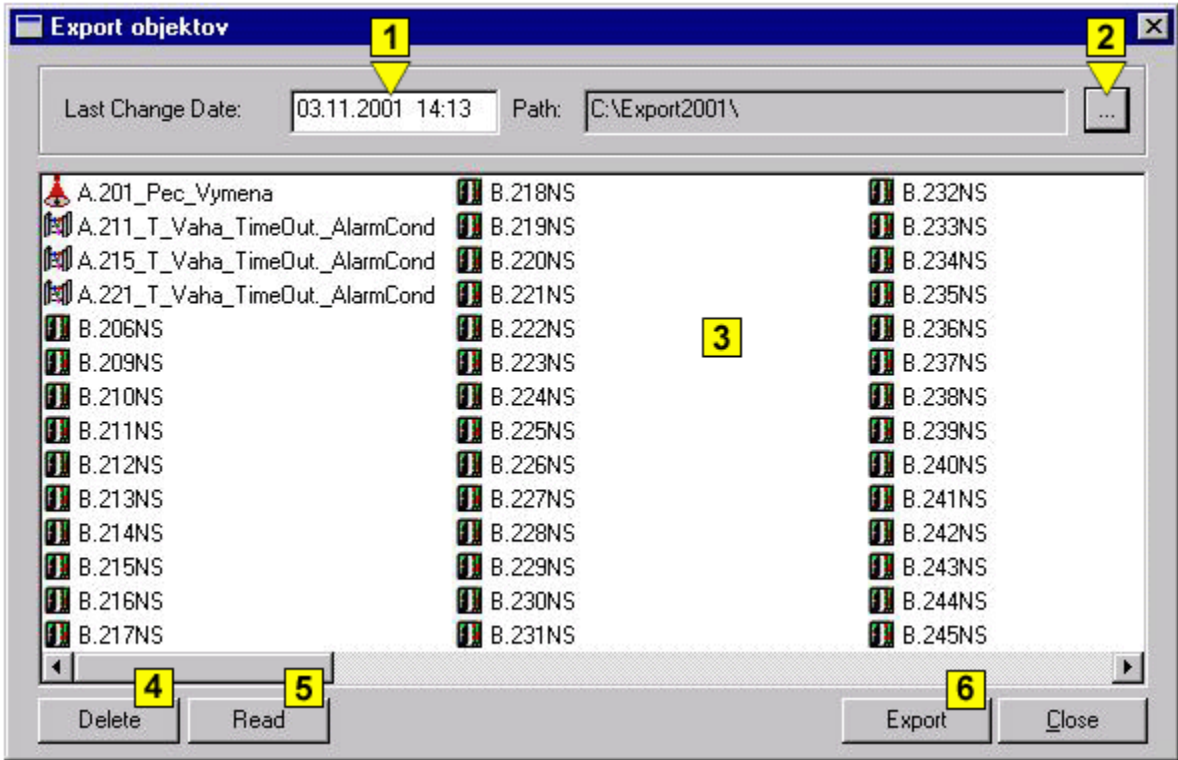 Export objektov
1
2
Last Change Date: 03.11.2001 14:13 Path: C:\Export2001\ ...
A.201_Pec_Vymena B.218NS B.232NS
A.211_T_Vaha_TimeOut._AlarmCond B.219NS B.233NS
A.215_T_Vaha_TimeOut._AlarmCond B.220NS B.234NS
A.221_T_Vaha_TimeOut._AlarmCond B.221NS B.235NS
B.206NS B.222NS B.236NS
3
B.209NS B.223NS B.237NS
B.210NS B.224NS B.238NS
B.211NS B.225NS B.239NS
B.212NS B.226NS B.240NS
B.213NS B.227NS B.241NS
B.214NS B.228NS B.242NS
B.215NS B.229NS B.243NS
B.216NS B.230NS B.244NS
B.217NS B.231NS B.245NS
4 5 6
Delete Read Export Close